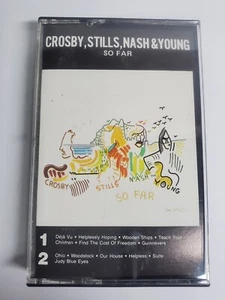 CROSBY, STILLS, NASH & YOUNG
SO FAR
CROSBY STILLS NASH YOUNG
SO FAR
1 Déjà Vu • Helplessly Hoping • Wooden Ships • Teach Your
Children • Find The Cost Of Freedom • Guinnevere
2 Ohio • Woodstock • Our House • Helpless • Suite:
Judy Blue Eyes